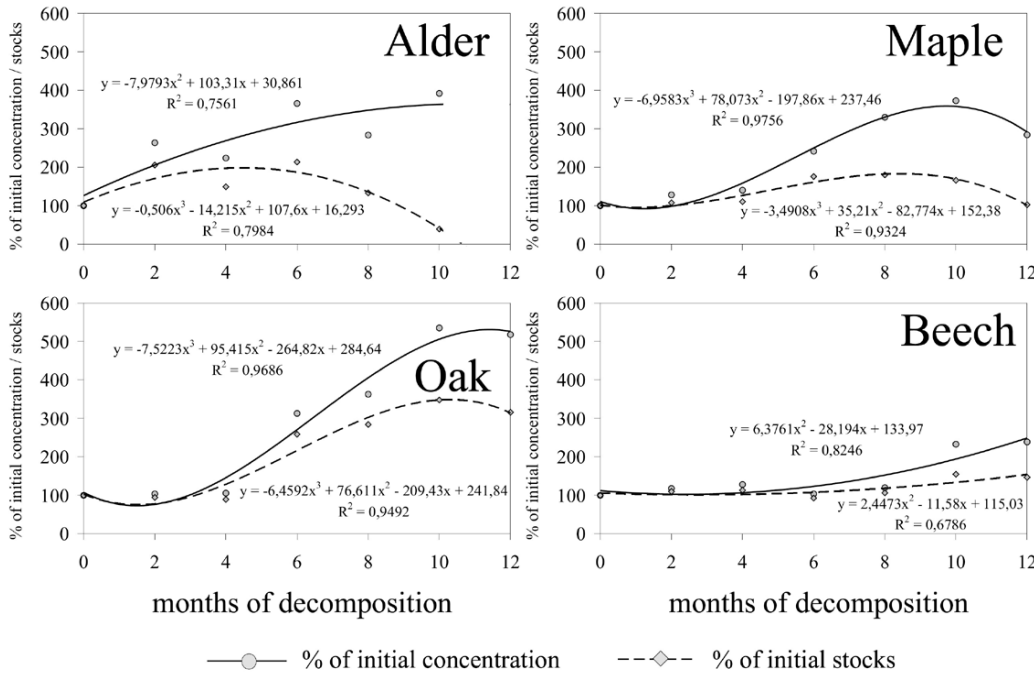 Alder
% of initial concentration / stocks
600
500
400
300
200
100
0
y = -7,9793x² + 103,31x + 30,861
R² = 0,7561
y = -0,506x³ - 14,215x² + 107,6x + 16,293
R² = 0,7984
0 2 4 6 8 10 12
Maple
% of initial concentration / stocks
600
500
400
300
200
100
0
y = -6,9583x³ + 78,073x² - 197,86x + 237,46
R² = 0,9756
y = -3,4908x³ + 35,21x² - 82,774x + 152,38
R² = 0,9324
0 2 4 6 8 10 12
Oak
% of initial concentration / stocks
600
500
400
300
200
100
0
y = -7,5223x³ + 95,415x² - 264,82x + 284,64
R² = 0,9686
y = -6,4592x³ + 76,611x² - 209,43x + 241,84
R² = 0,9492
0 2 4 6 8 10 12
months of decomposition
Beech
% of initial concentration / stocks
600
500
400
300
200
100
0
y = 6,3761x² - 28,194x + 133,97
R² = 0,8246
y = 2,4473x² - 11,58x + 115,03
R² = 0,6786
0 2 4 6 8 10 12
months of decomposition
% of initial concentration
% of initial stocks